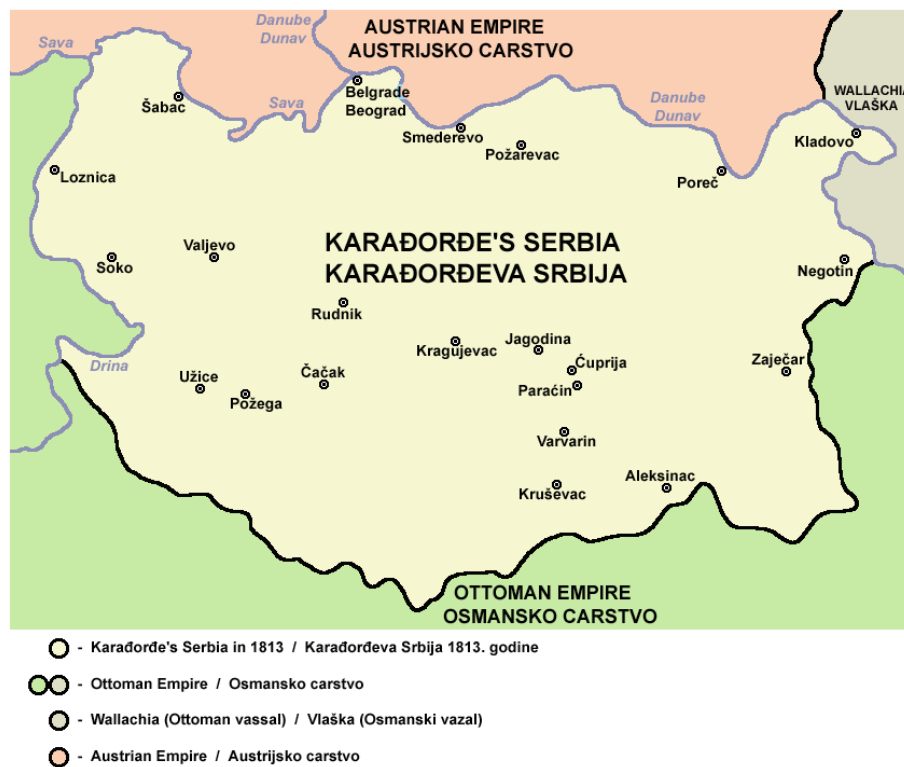 AUSTRIAN EMPIRE
AUSTRIJSKO CARSTVO
Danube
Dunav
Sava
WALLACHIA
VLAŠKA
Šabac
Sava
Belgrade
Beograd
Danube
Dunav
Smederevo
Požarevac
Kladovo
Loznica
Poreč
Soko
Valjevo
KARAĐORĐE'S SERBIA
KARAĐORĐEVA SRBIJA
Negotin
Rudnik
Kragujevac
Jagodina
Drina
Užice
Požega
Čačak
Ćuprija
Paraćin
Zaječar
Varvarin
Kruševac
Aleksinac
OTTOMAN EMPIRE
OSMANSKO CARSTVO
- Karađorđe's Serbia in 1813 / Karađorđeva Srbija 1813. godine
- Ottoman Empire / Osmansko carstvo
- Wallachia (Ottoman vassal) / Vlaška (Osmanski vazal)
- Austrian Empire / Austrijsko carstvo